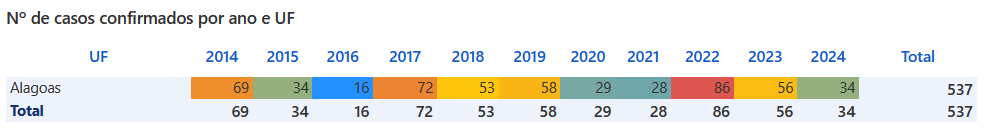 Nº de casos confirmados por ano e UF
UF 2014 2015 2016 2017 2018 2019 2020 2021 2022 2023 2024 Total
Alagoas 69 34 16 72 53 58 29 28 86 56 34 537
Total 69 34 16 72 53 58 29 28 86 56 34 537